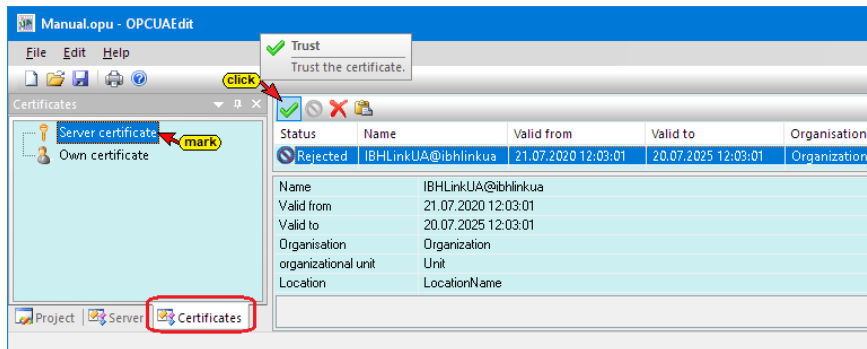 Manual.opu - OPCUAEdit
File Edit Help
Trust
Trust the certificate.
click
Certificates
Server certificate
mark
Own certificate
Status Name Valid from Valid to Organisation
Rejected IBHLinkUA@ibhlinkua 21.07.2020 12:03:01 20.07.2025 12:03:01 Organization
Name IBHLinkUA@ibhlinkua
Valid from 21.07.2020 12:03:01
Valid to 20.07.2025 12:03:01
Organisation Organization
organizational unit Unit
Location LocationName
Project Server Certificates